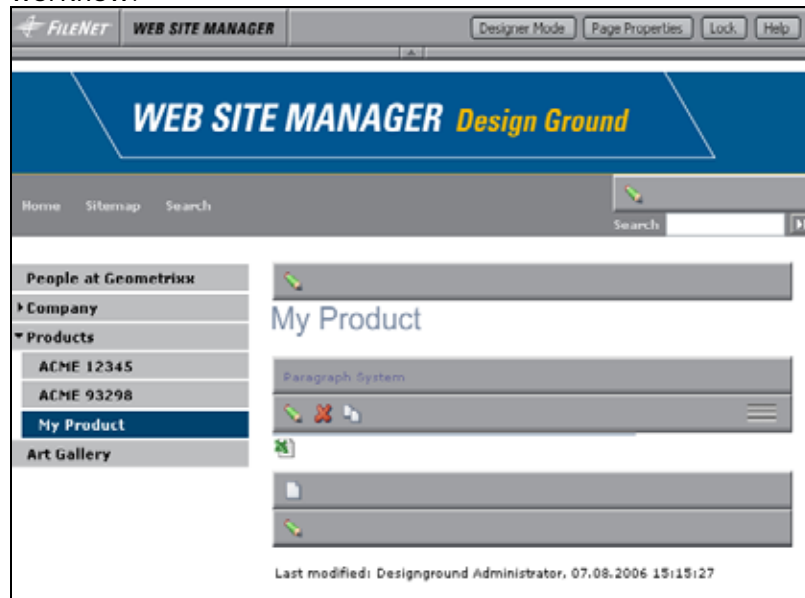 FILENET WEB SITE MANAGER Designer Mode Page Properties Lock Help
WEB SITE MANAGER Design Ground
Home Sitemap Search
Search
People at Geometrixx
Company
My Product
Products
ACME 12345
Paragraph System
ACME 93298
My Product
Art Gallery
Last modified: Designground Administrator, 07.08.2006 15:15:27